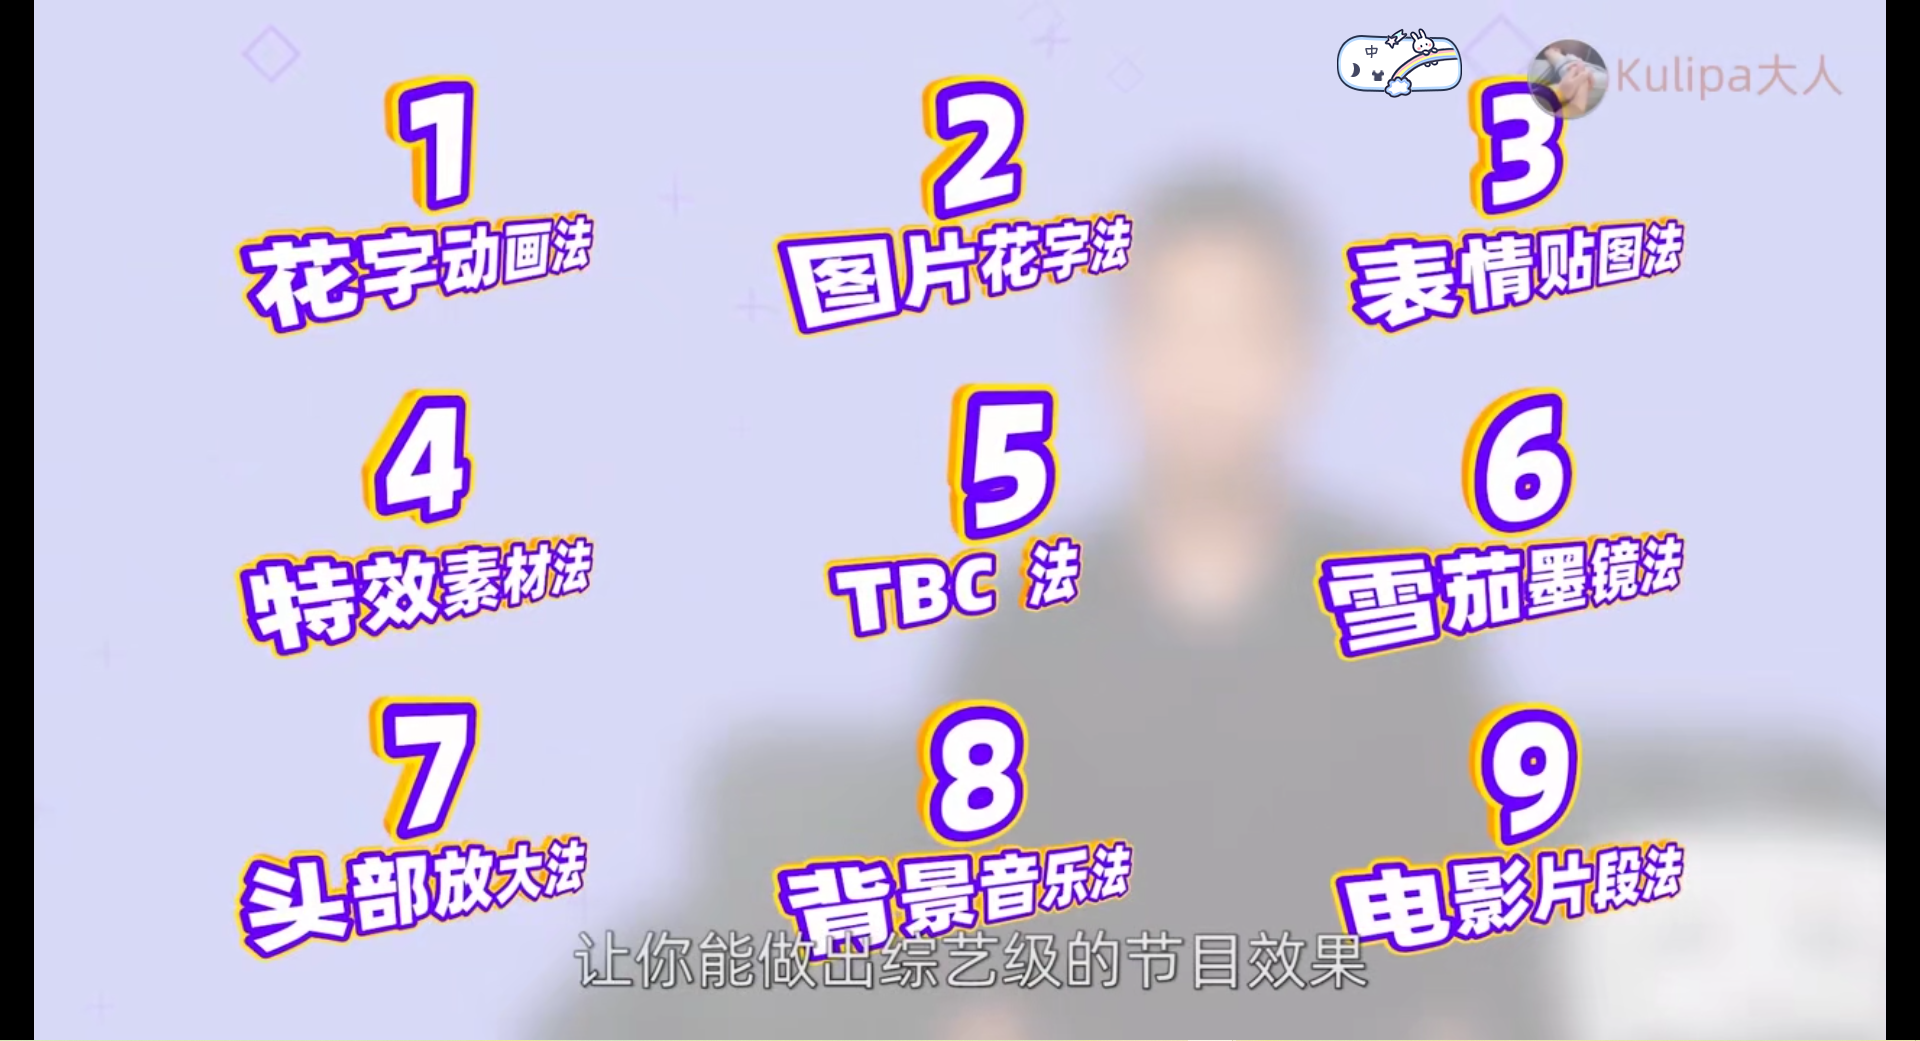 中
Kulipa大人
1
花字动画法
2
图片花字法
3
表情贴图法
4
特效素材法
5
TBC 法
6
雪茄墨镜法
7
头部放大法
8
背景音乐法
9
电影片段法
让你能做出综艺级的节目效果